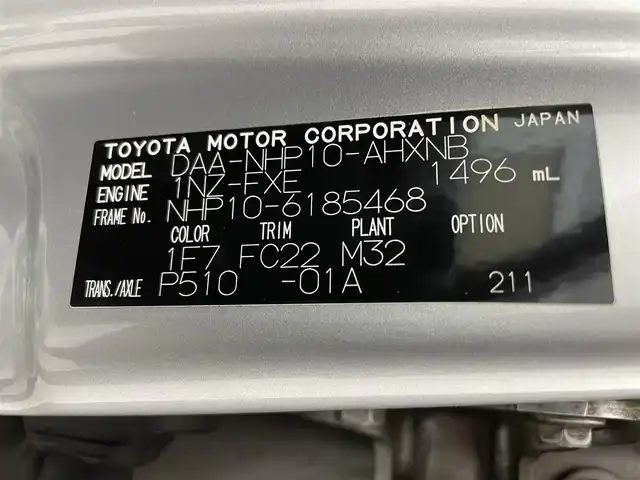 TOYOTA MOTOR CORPORATION JAPAN
MODEL DAA-NHP10-AHXNB
ENGINE 1NZ-FXE 1496 mL
FRAME No. NHP10-6185468
COLOR TRIM PLANT OPTION
1F7 FC22 M32
TRANS./AXLE P510 -01A 211